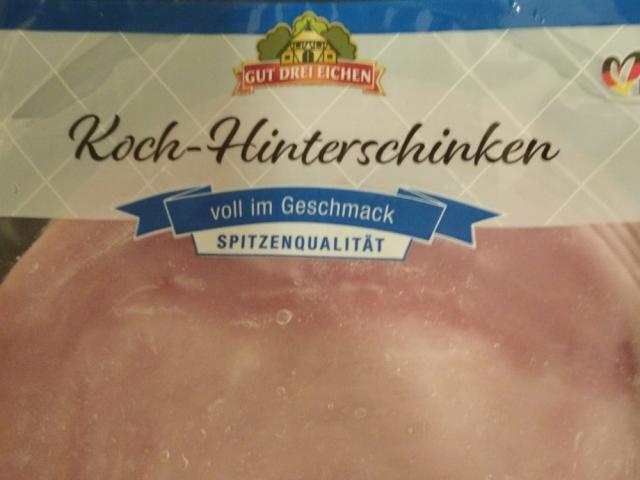 GUT DREI EICHEN
Koch-Hinterschinken
voll im Geschmack
SPITZENQUALITÄT